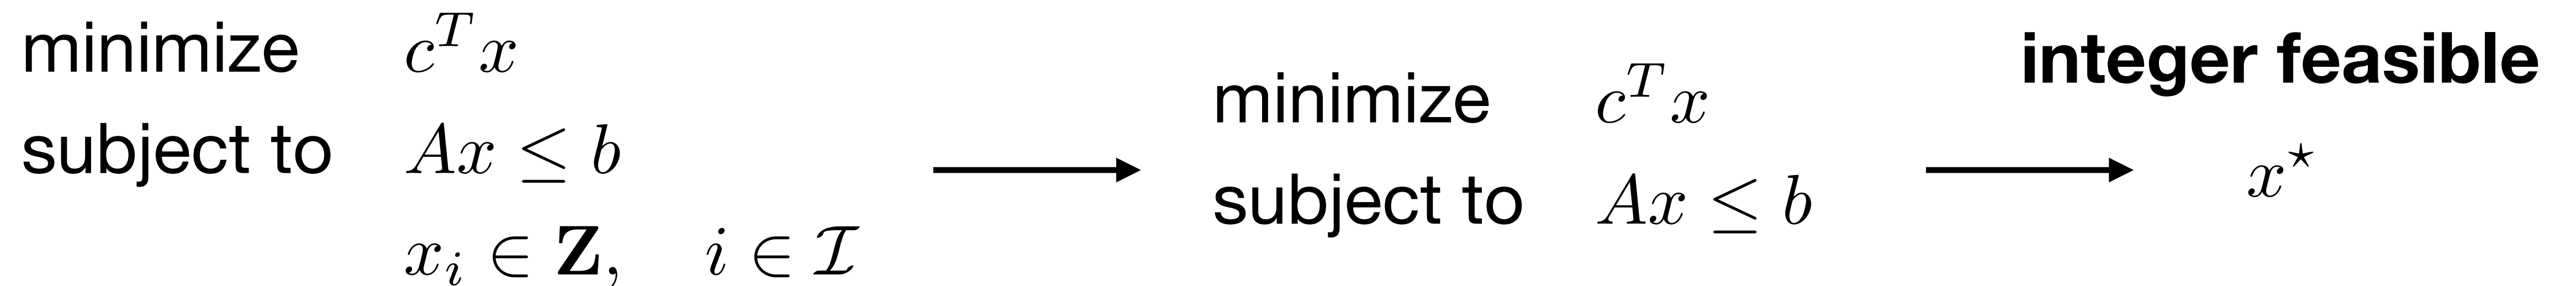 minimize c^T x
subject to Ax ≤ b
x_i ∈ Z, i ∈ I
minimize c^T x
subject to Ax ≤ b
integer feasible
x^⋆